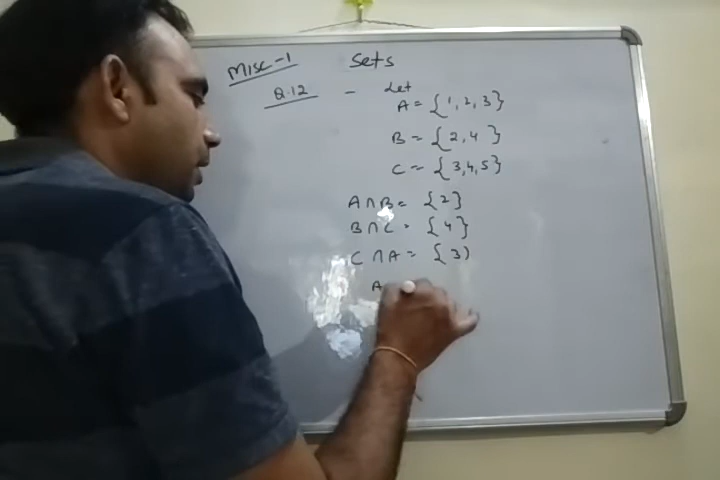 Misc-1 Sets
Q.12 - Let
A = {1, 2, 3}
B = {2, 4}
C = {3, 4, 5}
A∩B = {2}
B∩C = {4}
C∩A = {3)
A